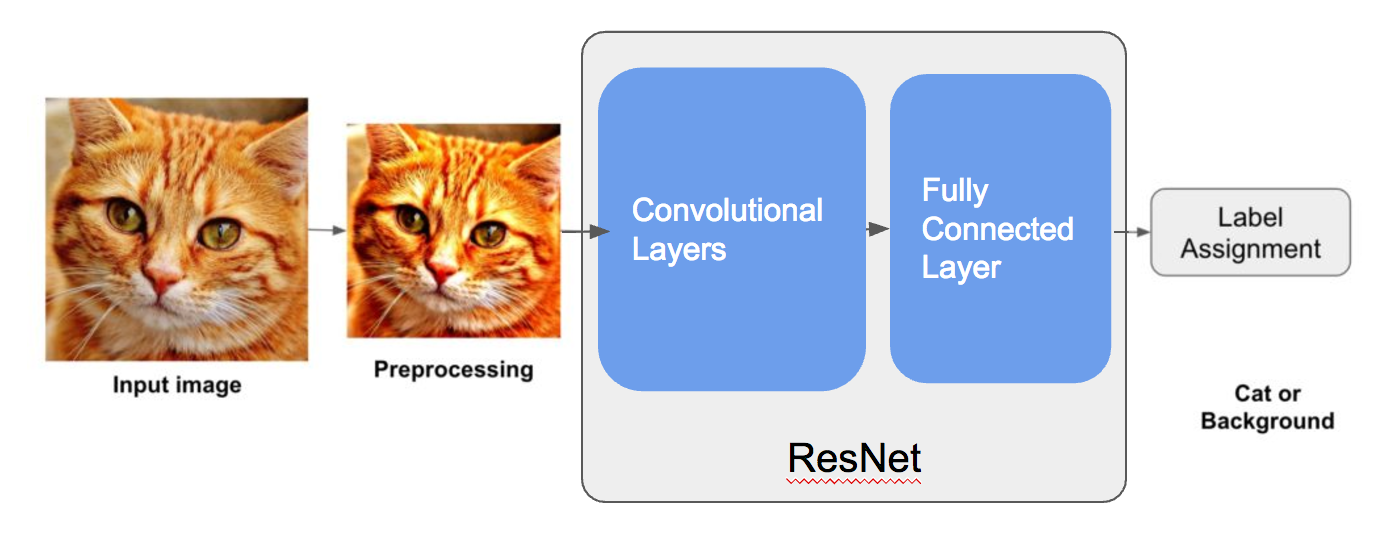 Input image
Preprocessing
Convolutional
Layers
Fully
Connected
Layer
ResNet
Label
Assignment
Cat or
Background